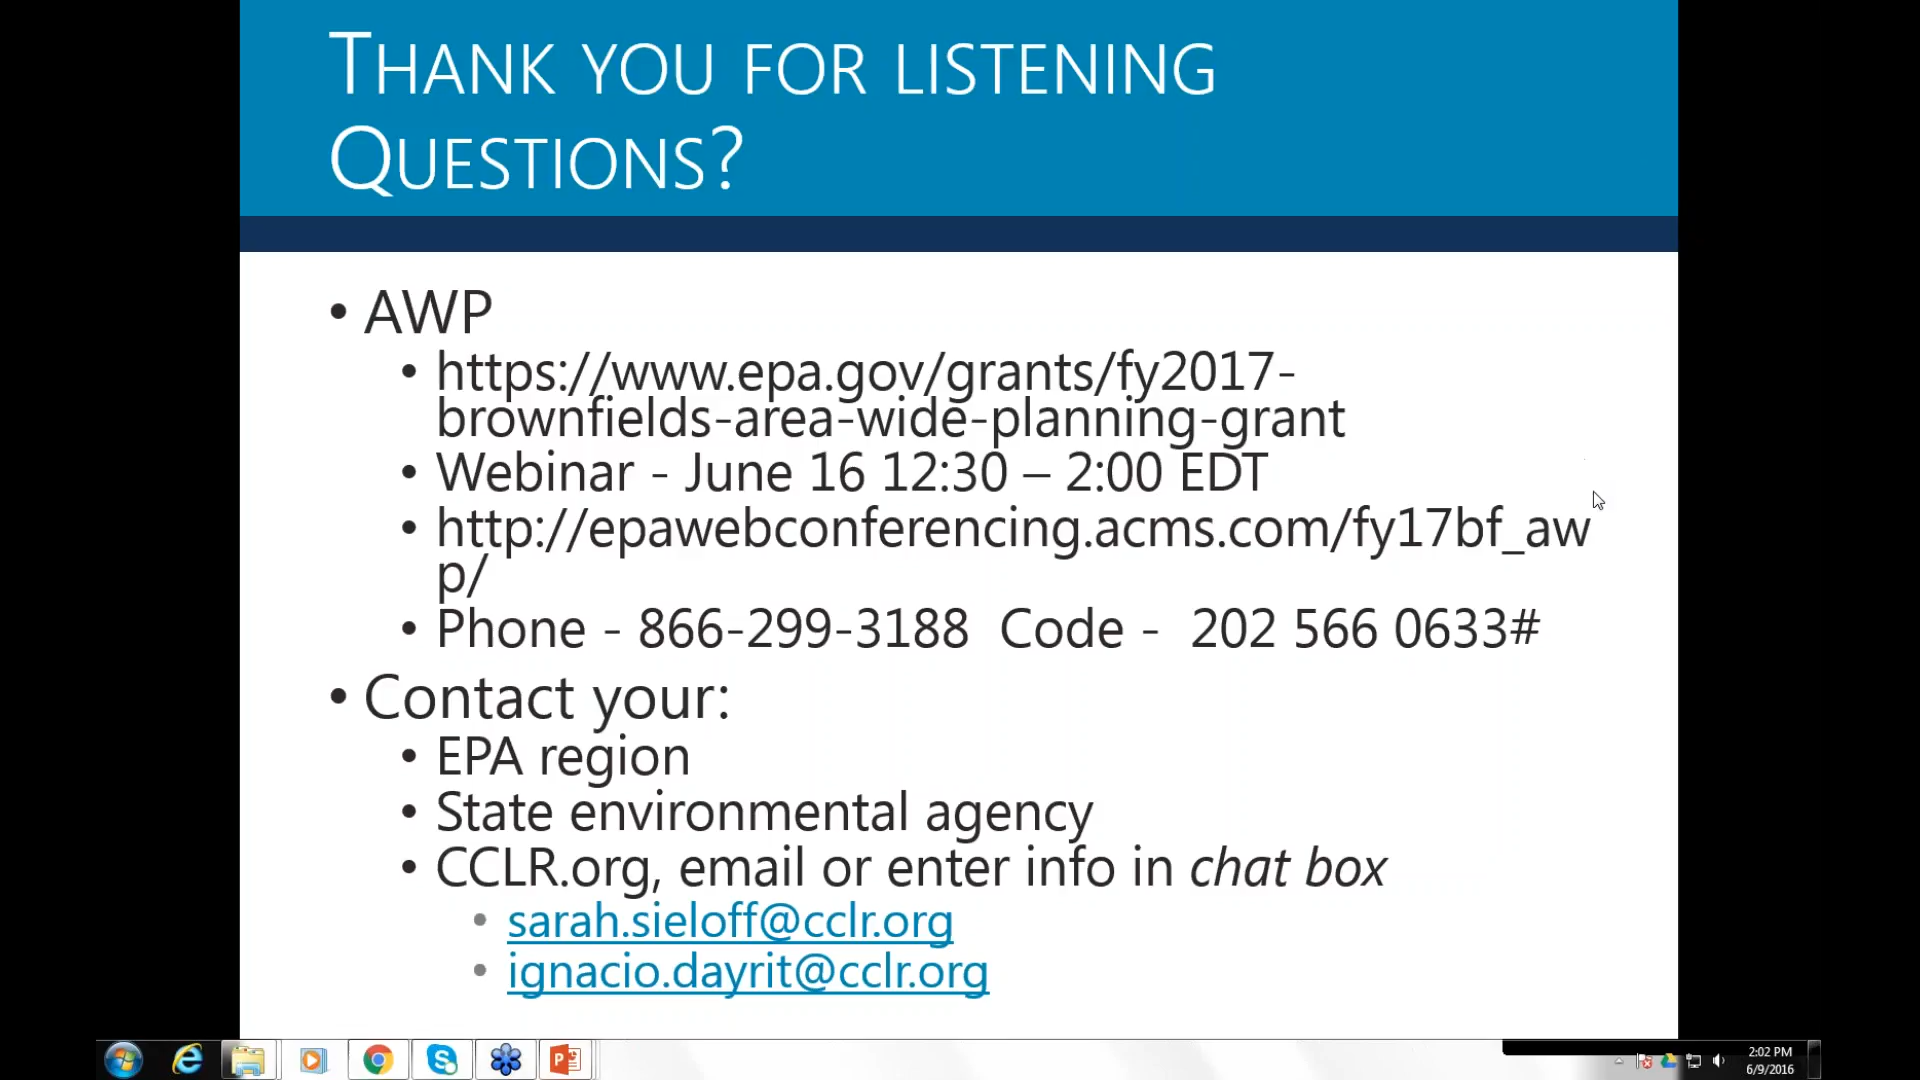 THANK YOU FOR LISTENING
QUESTIONS?
• AWP
• https://www.epa.gov/grants/fy2017-
brownfields-area-wide-planning-grant
• Webinar - June 16 12:30 – 2:00 EDT
• http://epawebconferencing.acms.com/fy17bf_aw
p/
• Phone - 866-299-3188 Code - 202 566 0633#
• Contact your:
• EPA region
• State environmental agency
• CCLR.org, email or enter info in chat box
• sarah.sieloff@cclr.org
• ignacio.dayrit@cclr.org
2:02 PM
6/9/2016